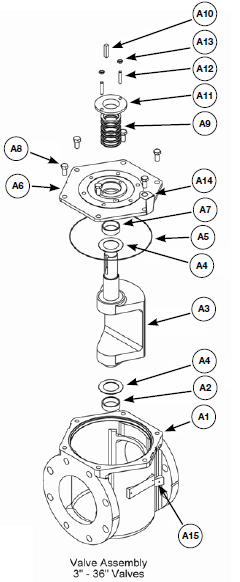 A10
A13
A12
A11
A9
A8
A6
A14
A7
A5
A4
A3
A4
A2
A1
A15
Valve Assembly
3" - 36" Valves